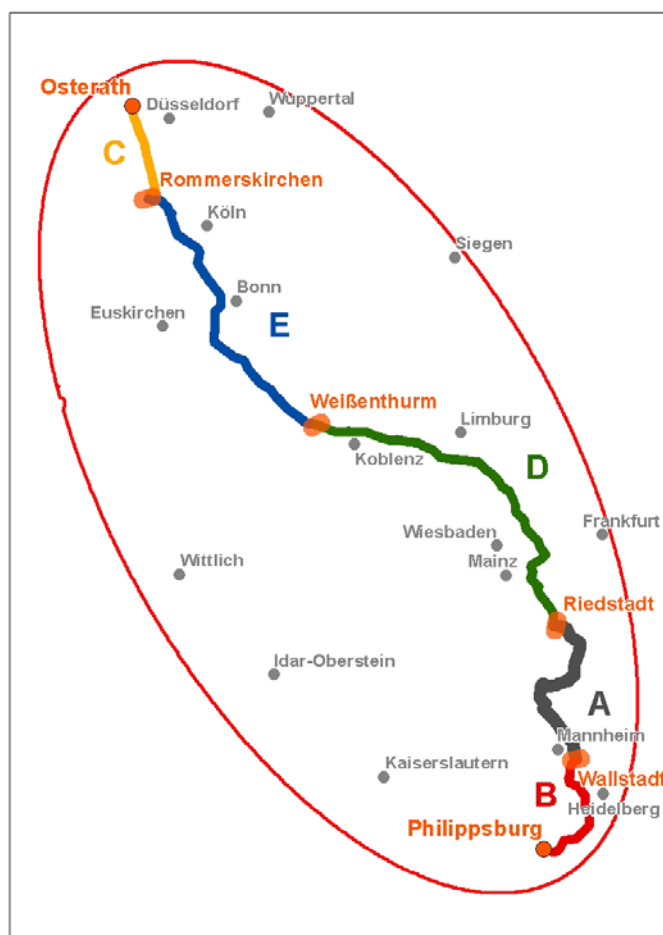 Osterath
Düsseldorf
Wuppertal
C
Rommerskirchen
Köln
Siegen
Bonn
Euskirchen
E
Weißenthurm
Limburg
Koblenz
D
Frankfurt
Wiesbaden
Mainz
Wittlich
Riedstadt
Idar-Oberstein
A
Mannheim
Kaiserslautern
Wallstadt
B
Heidelberg
Philippsburg